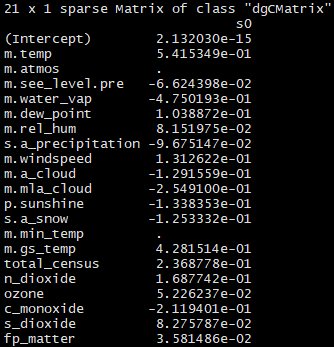 21 x 1 sparse Matrix of class "dgCMatrix"
s0
(Intercept) 2.132030e-15
m.temp 5.415349e-01
m.atmos .
m.see_level.pre -6.624398e-02
m.water_vap -4.750193e-01
m.dew_point 1.038872e-01
m.rel_hum 8.151975e-02
s.a_precipitation -9.675147e-02
m.windspeed 1.312622e-01
m.a_cloud -1.291559e-01
m.mla_cloud -2.549100e-01
p.sunshine -1.338353e-01
s.a_snow -1.253332e-01
m.min_temp .
m.gs_temp 4.281514e-01
total_census 2.368778e-01
n_dioxide 1.687742e-01
ozone 5.226237e-02
c_monoxide -2.119401e-01
s_dioxide 8.275787e-02
fp_matter 3.581486e-02